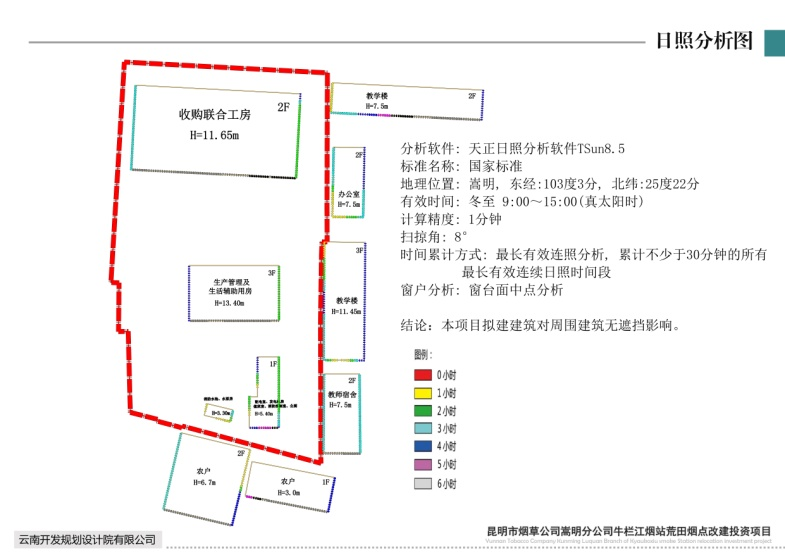 日照分析图
收购联合工房
2F
H=11.65m
教学楼
2F
H=7.5m
2F
办公室
H=7.5m
3F
教学楼
H=11.45m
3F
生产管理及
生活辅助用房
H=13.40m
1F
H=5.40m
H=3.30m
2F
教师宿舍
H=7.5m
2F
农户
H=6.7m
1F
农户
H=3.0m
分析软件: 天正日照分析软件TSun8.5
标准名称: 国家标准
地理位置: 嵩明, 东经:103度3分, 北纬:25度22分
有效时间: 冬至 9:00～15:00(真太阳时)
计算精度: 1分钟
扫掠角: 8°
时间累计方式: 最长有效连照分析, 累计不少于30分钟的所有
最长有效连续日照时间段
窗户分析: 窗台面中点分析
结论: 本项目拟建建筑对周围建筑无遮挡影响。
图例:
0小时
1小时
2小时
3小时
4小时
5小时
6小时
云南开发规划设计院有限公司
昆明市烟草公司嵩明分公司牛栏江烟站荒田烟点改建投资项目